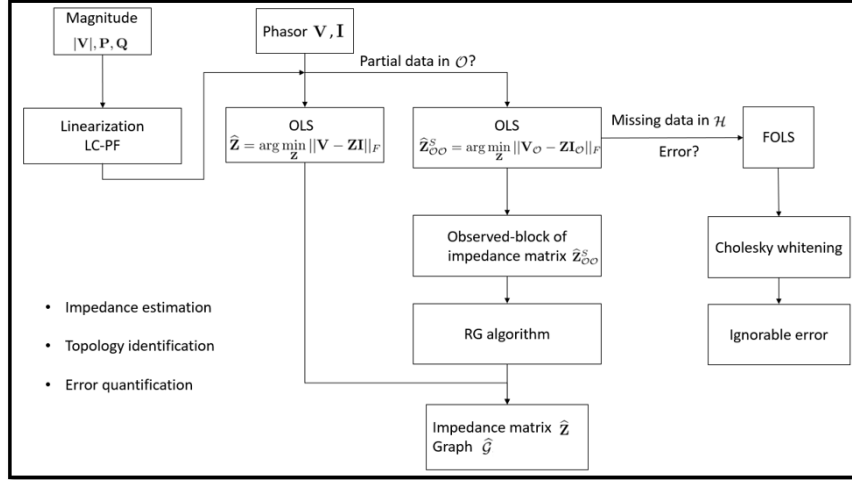 Magnitude
|V|, P, Q
Phasor V, I
Partial data in 𝒪?
Linearization
LC-PF
OLS
Ẑ = arg min ||V − ZI||_F
Z
OLS
Ẑ^S_𝒪𝒪 = arg min ||V_𝒪 − ZI_𝒪||_F
Z
Missing data in ℋ
Error?
FOLS
Observed-block of
impedance matrix Ẑ^S_𝒪𝒪
Cholesky whitening
• Impedance estimation
• Topology identification
• Error quantification
RG algorithm
Ignorable error
Impedance matrix Ẑ
Graph 𝒢̂